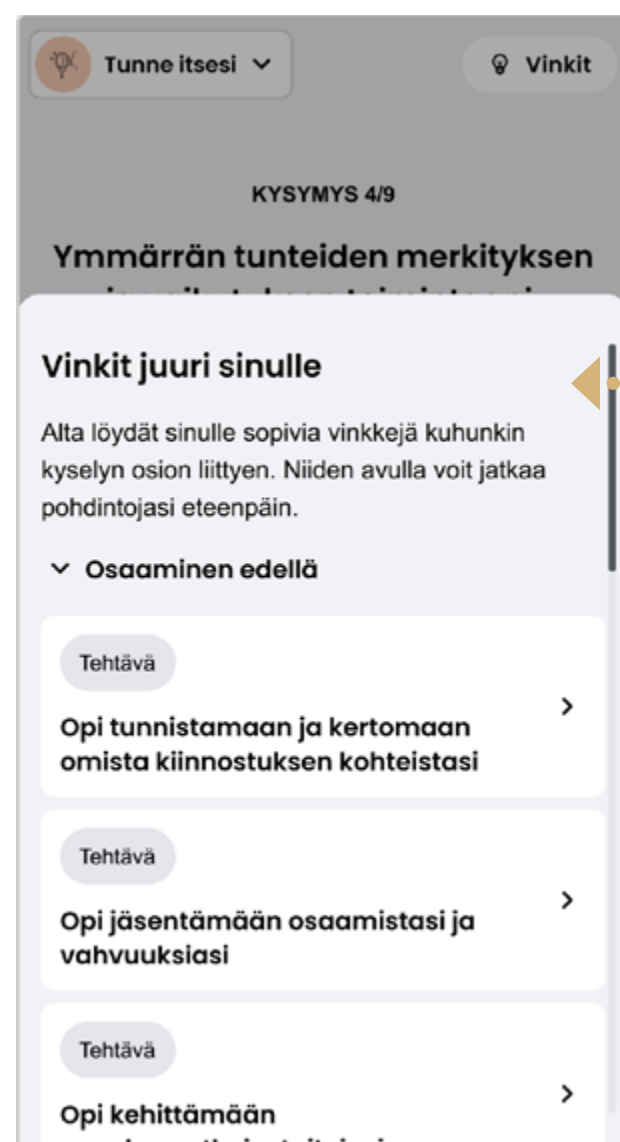 Tunne itsesi
Vinkit
KYSYMYS 4/9
Ymmärrän tunteiden merkityksen
Vinkit juuri sinulle
Alta löydät sinulle sopivia vinkkejä kuhunkin
kyselyn osion liittyen. Niiden avulla voit jatkaa
pohdintojasi eteenpäin.
Osaaminen edellä
Tehtävä
Opi tunnistamaan ja kertomaan
omista kiinnostuksen kohteistasi
Tehtävä
Opi jäsentämään osaamistasi ja
vahvuuksiasi
Tehtävä
Opi kehittämään